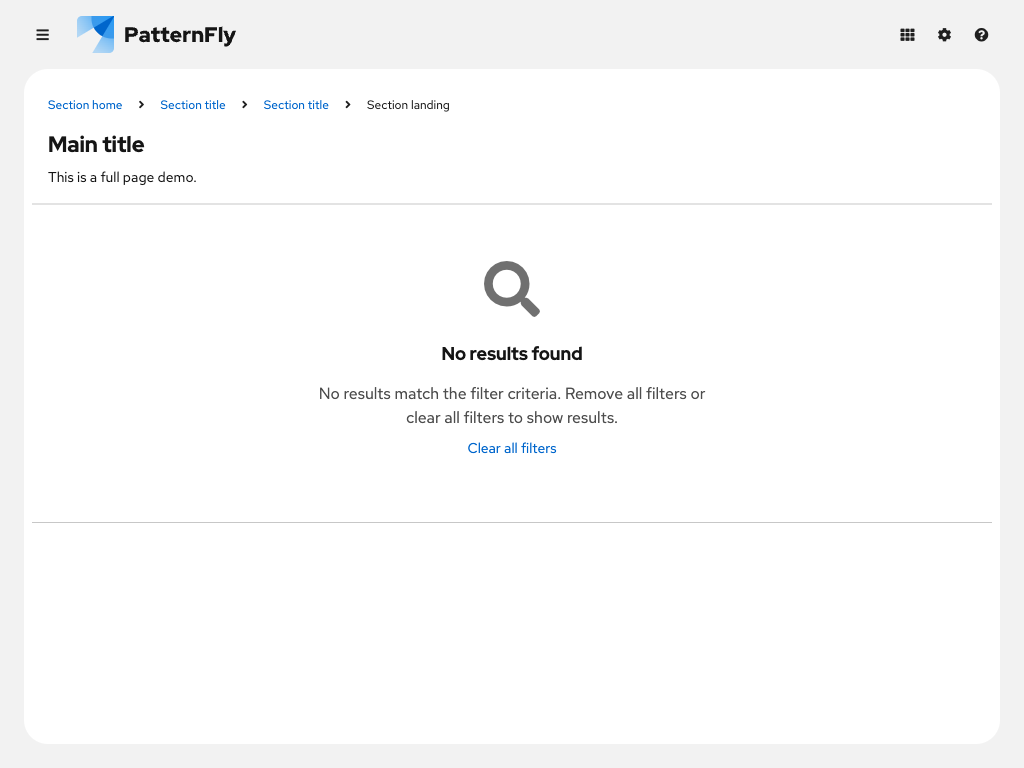 PatternFly
Section home Section title Section title Section landing
Main title
This is a full page demo.
No results found
No results match the filter criteria. Remove all filters or
clear all filters to show results.
Clear all filters